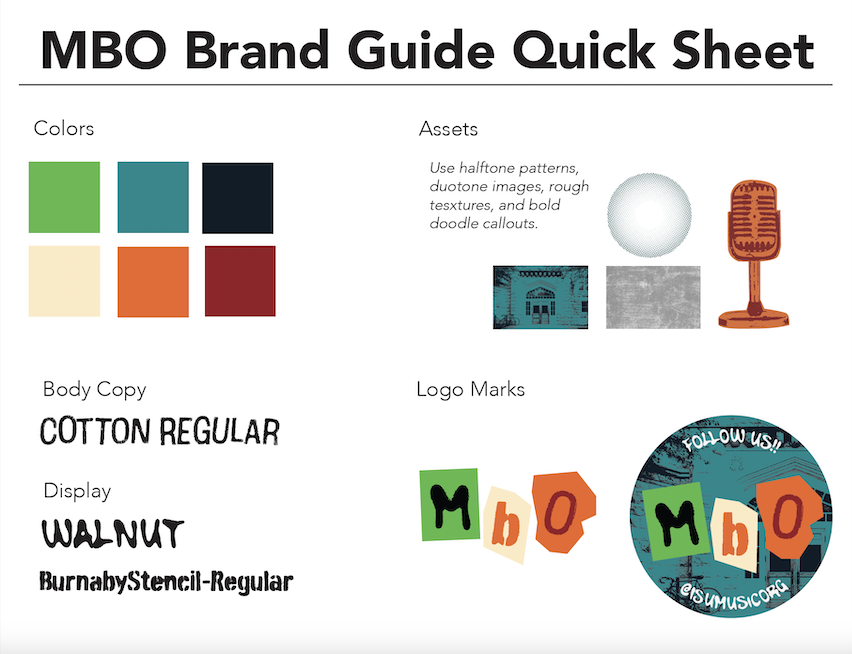 MBO Brand Guide Quick Sheet
Colors
Assets
Use halftone patterns,
duotone images, rough
tesxtures, and bold
doodle callouts.
Body Copy
COTTON REGULAR
Display
WALNUT
BurnabyStencil-Regular
Logo Marks
MbO
FOLLOW US!!
MbO
@ISUMUSICORG